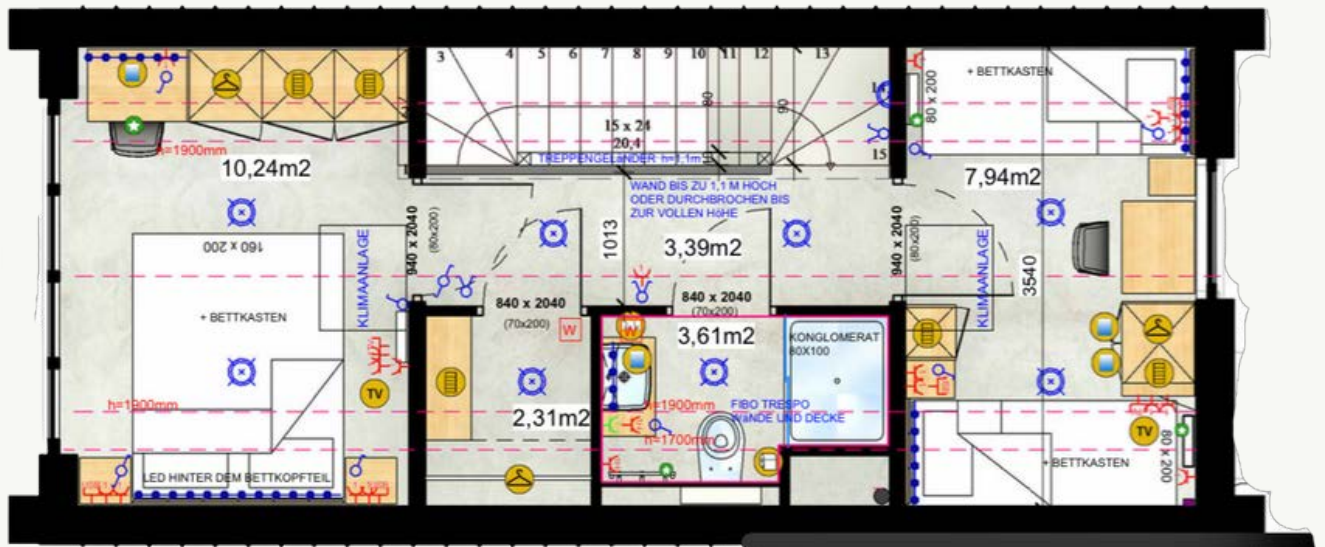 3
4
5
6
7
8
9
10
11
12
13
14
15
80
90
15 x 24
20,4
TREPPENGELäNDER h=1,1m
WAND BIS ZU 1,1 M HOCH
ODER DURCHBROCHEN BIS
ZUR VOLLEN HöHE
h=1900mm
10,24m2
160 x 200
+ BETTKASTEN
KLIMAANLAGE
940 x 2040
(80x200)
h=1900mm
TV
LED HINTER DEM BETTKOPFTEIL
1013
3,39m2
840 x 2040
(70x200)
W
2,31m2
840 x 2040
(70x200)
W
3,61m2
KONGLOMERAT
80X100
h=1900mm
FIBO TRESPO
WäNDE UND DECKE
h=1700mm
940 x 2040
(80x200)
+ BETTKASTEN
80 x 200
7,94m2
KLIMAANLAGE
3540
TV
+ BETTKASTEN
80 x 200